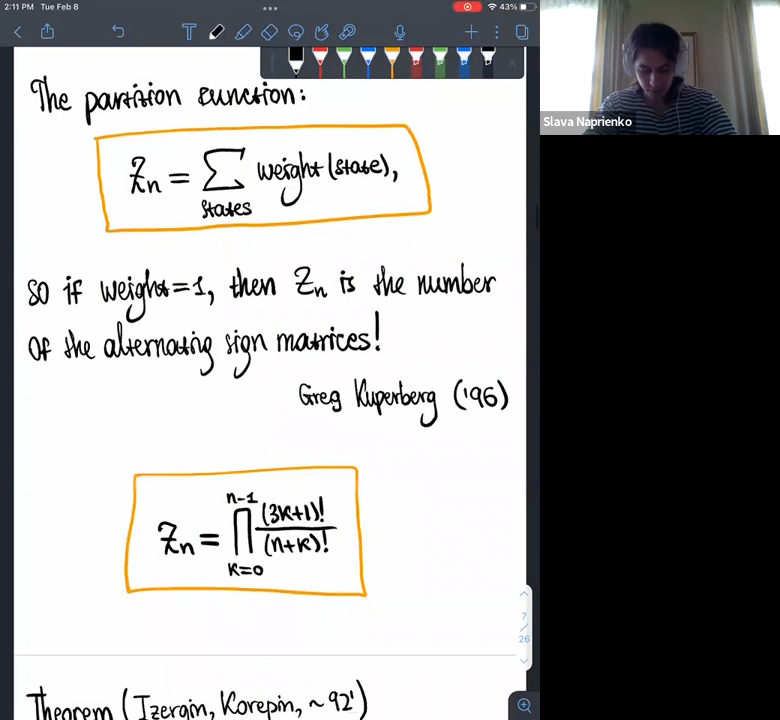 2:11 PM Tue Feb 8
43%
The partition function:
Zn = ∑ weight(state),
states
so if weight=1, then Zn is the number
of the alternating sign matrices!
Greg Kuperberg ('96)
n-1
Zn = ∏ (3k+1)! / (n+k)!
k=0
7
26
Theorem (Izergin, Korepin, ~92')
Slava Naprienko